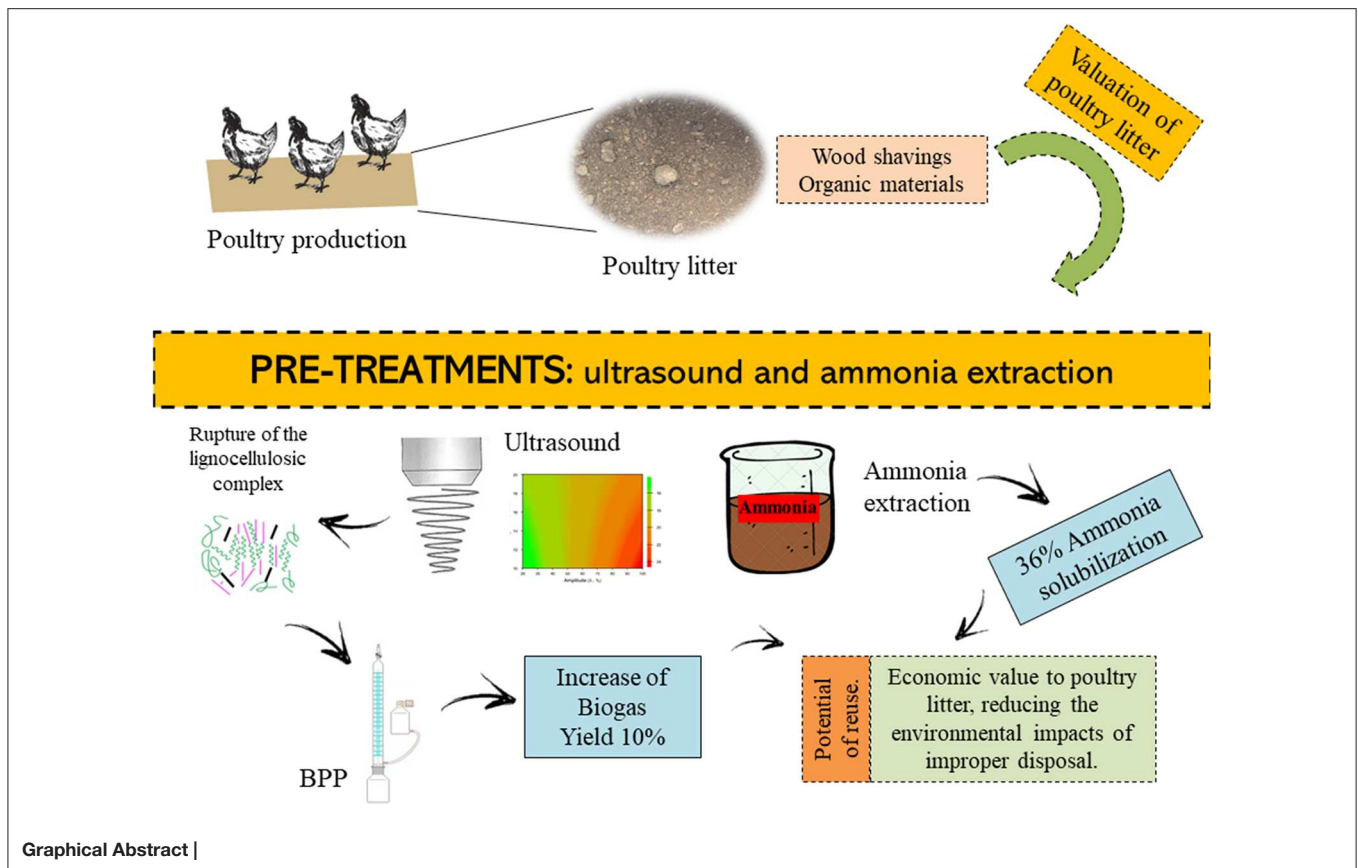 Valuation of
poultry litter
Wood shavings
Organic materials
Poultry production
Poultry litter
PRE-TREATMENTS: ultrasound and ammonia extraction
Rupture of the
lignocellulosic
complex
Ultrasound
Ammonia
Ammonia
extraction
36% Ammonia
solubilization
Increase of
Biogas
Yield 10%
BPP
Potential
of reuse.
Economic value to poultry
litter, reducing the
environmental impacts of
improper disposal.
Graphical Abstract |